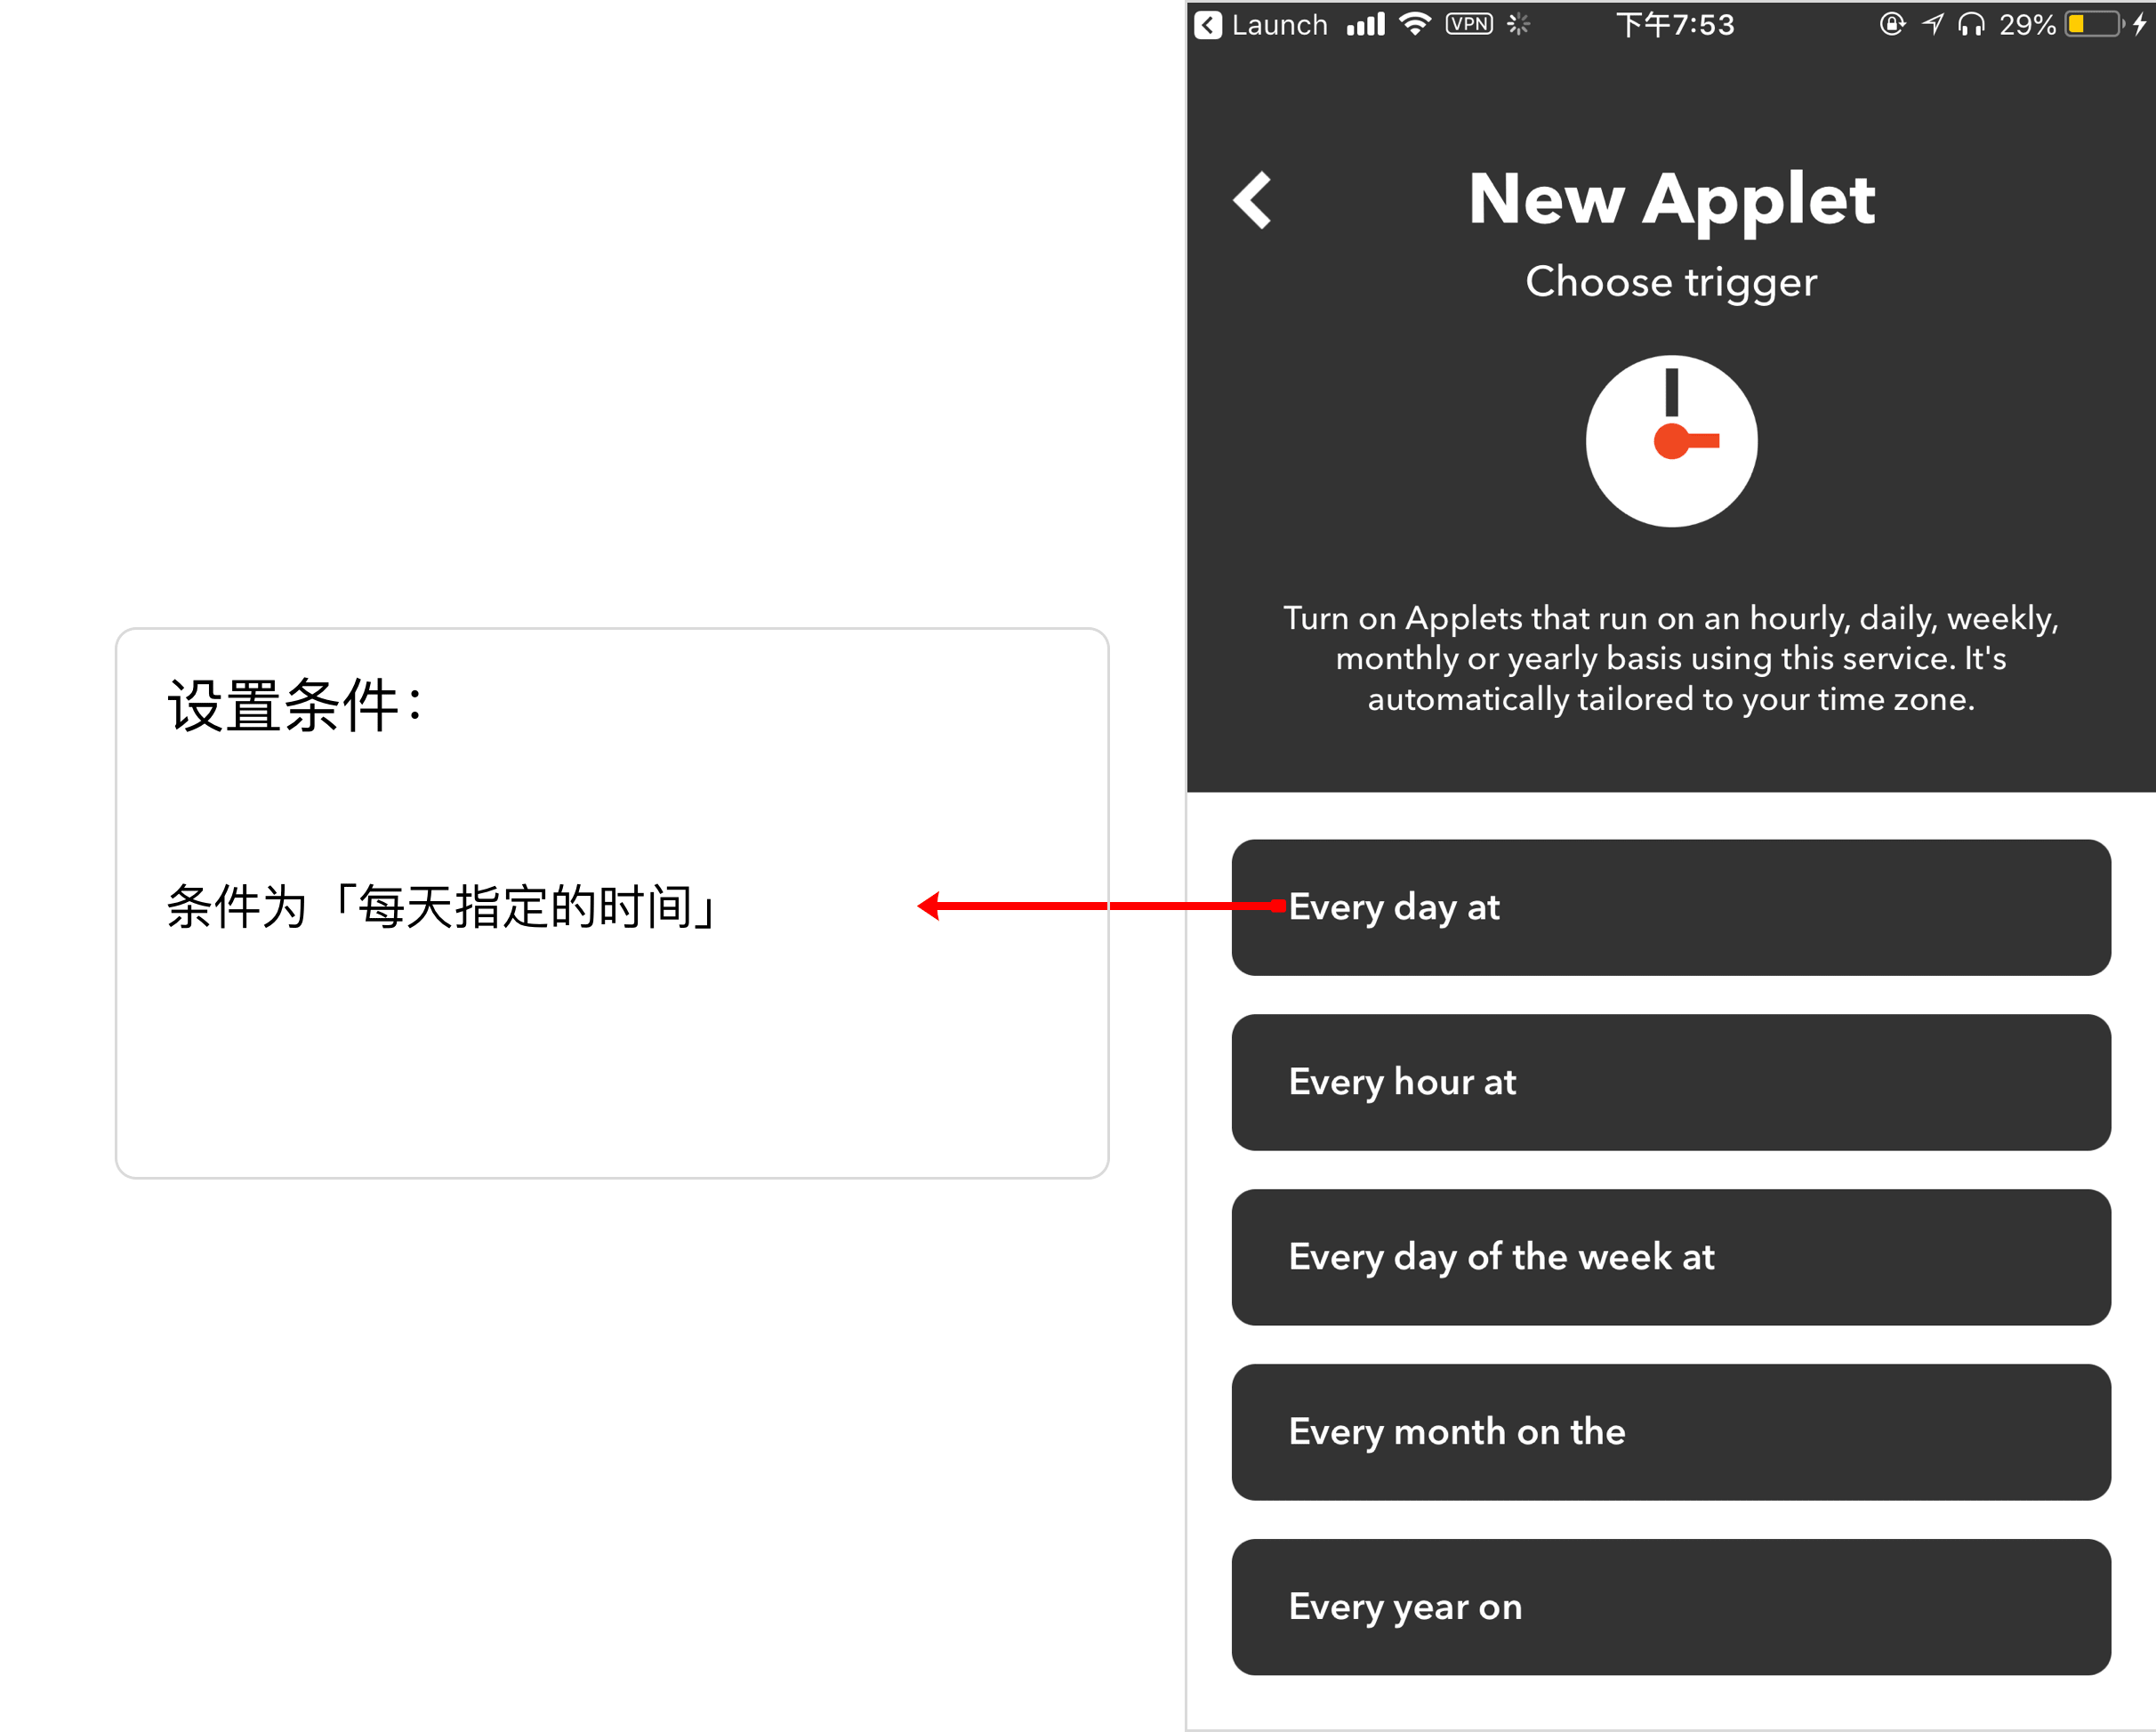 Launch VPN 下午7:53 29%
New Applet
Choose trigger
Turn on Applets that run on an hourly, daily, weekly,
monthly or yearly basis using this service. It's
automatically tailored to your time zone.
设置条件：
条件为「每天指定的时间」
Every day at
Every hour at
Every day of the week at
Every month on the
Every year on